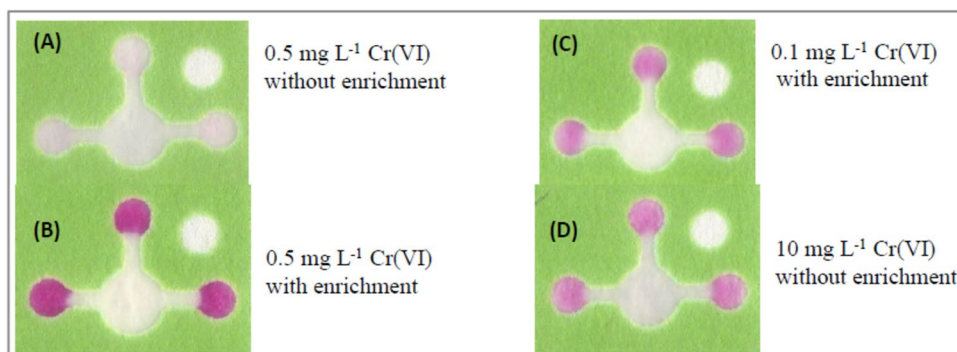 (A)
0.5 mg L⁻¹ Cr(VI)
without enrichment
(B)
0.5 mg L⁻¹ Cr(VI)
with enrichment
(C)
0.1 mg L⁻¹ Cr(VI)
with enrichment
(D)
10 mg L⁻¹ Cr(VI)
without enrichment